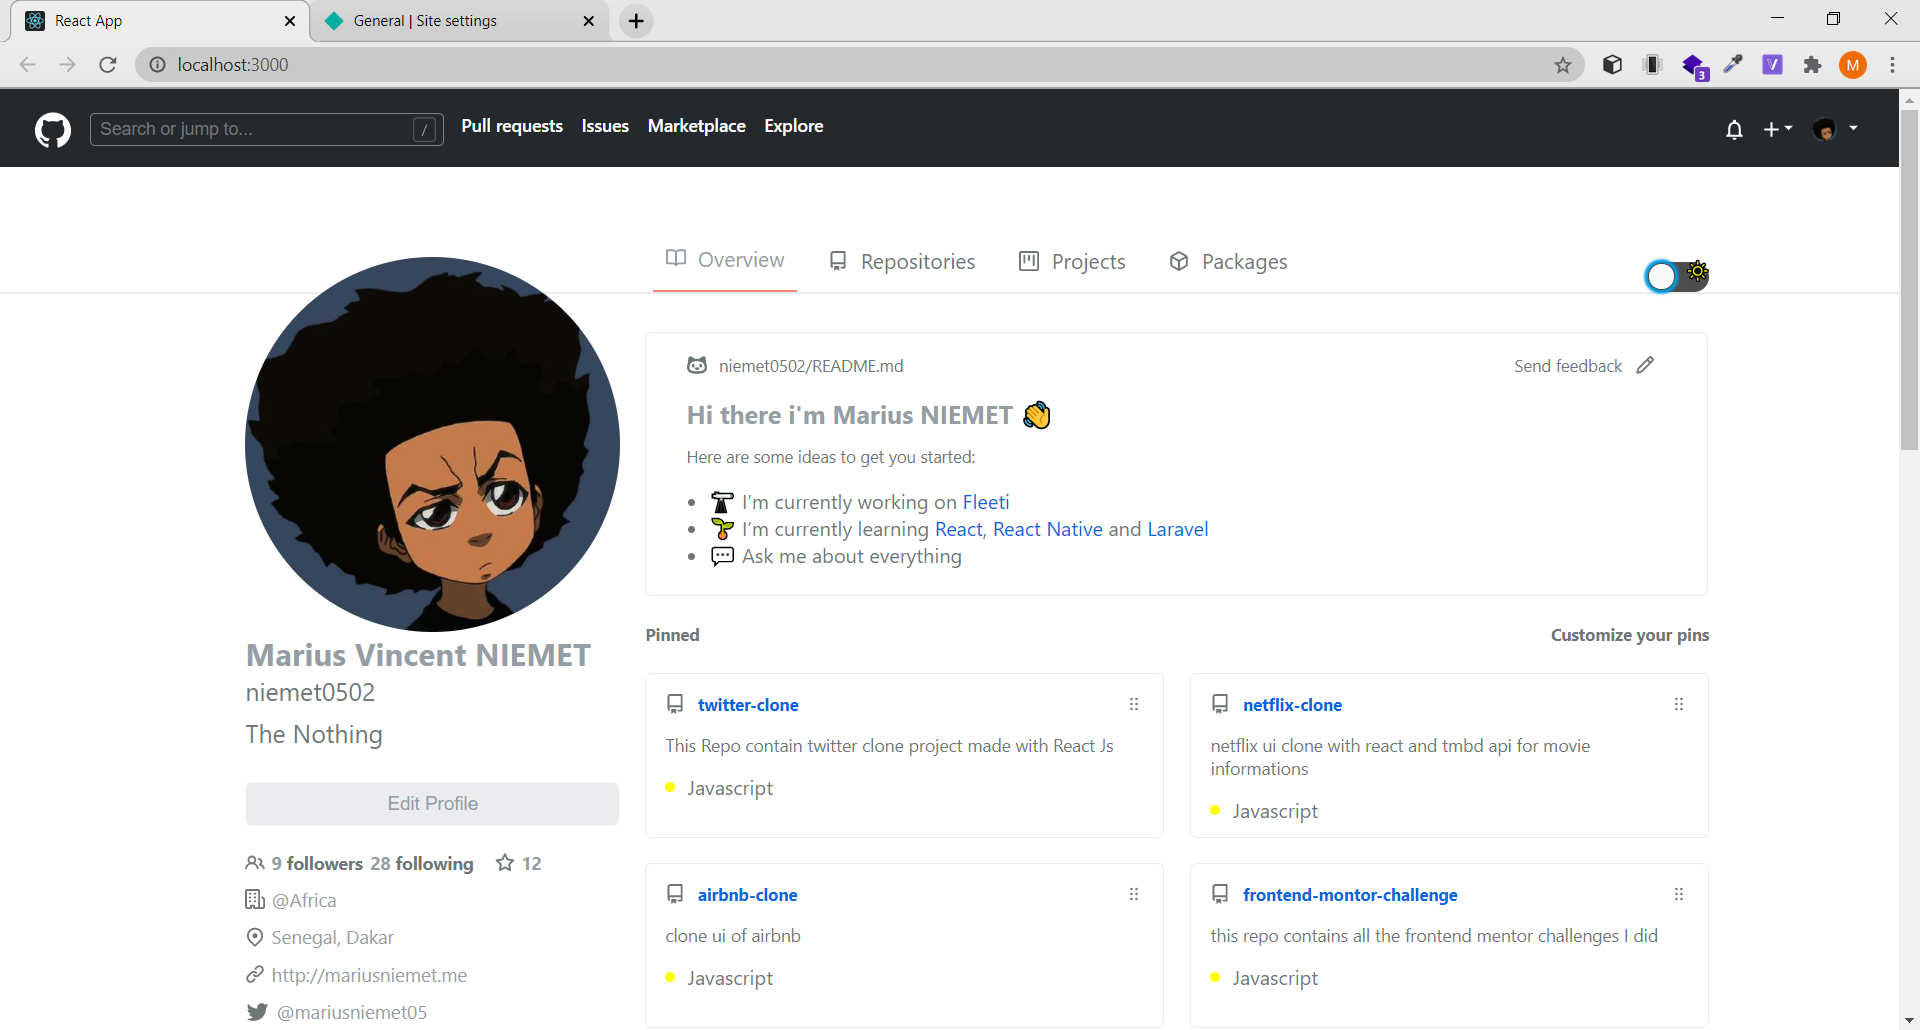 React App
General | Site settings
localhost:3000
3
V
M
Search or jump to...
/
Pull requests Issues Marketplace Explore
Overview Repositories Projects Packages
niemet0502/README.md
Send feedback
Hi there i'm Marius NIEMET 👋
Here are some ideas to get you started:
I'm currently working on Fleeti
I'm currently learning React, React Native and Laravel
Ask me about everything
Marius Vincent NIEMET
niemet0502
The Nothing
Edit Profile
9 followers 28 following 12
@Africa
Senegal, Dakar
http://mariusniemet.me
@mariusniemet05
Pinned
Customize your pins
twitter-clone
This Repo contain twitter clone project made with React Js
Javascript
netflix-clone
netflix ui clone with react and tmbd api for movie
informations
Javascript
airbnb-clone
clone ui of airbnb
Javascript
frontend-montor-challenge
this repo contains all the frontend mentor challenges I did
Javascript